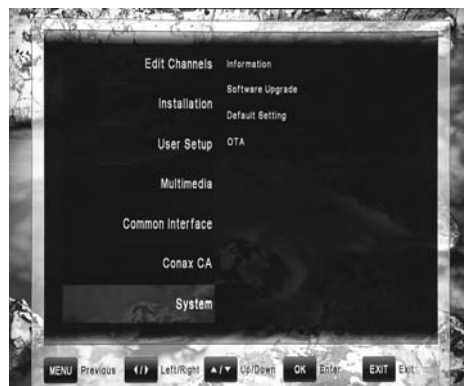 Edit Channels
Installation
User Setup
Multimedia
Common Interface
Conax CA
System
Information
Software Upgrade
Default Setting
OTA
MENU Previous ◄/► Left/Right ▲/▼ Up/Down OK Enter EXIT Exit